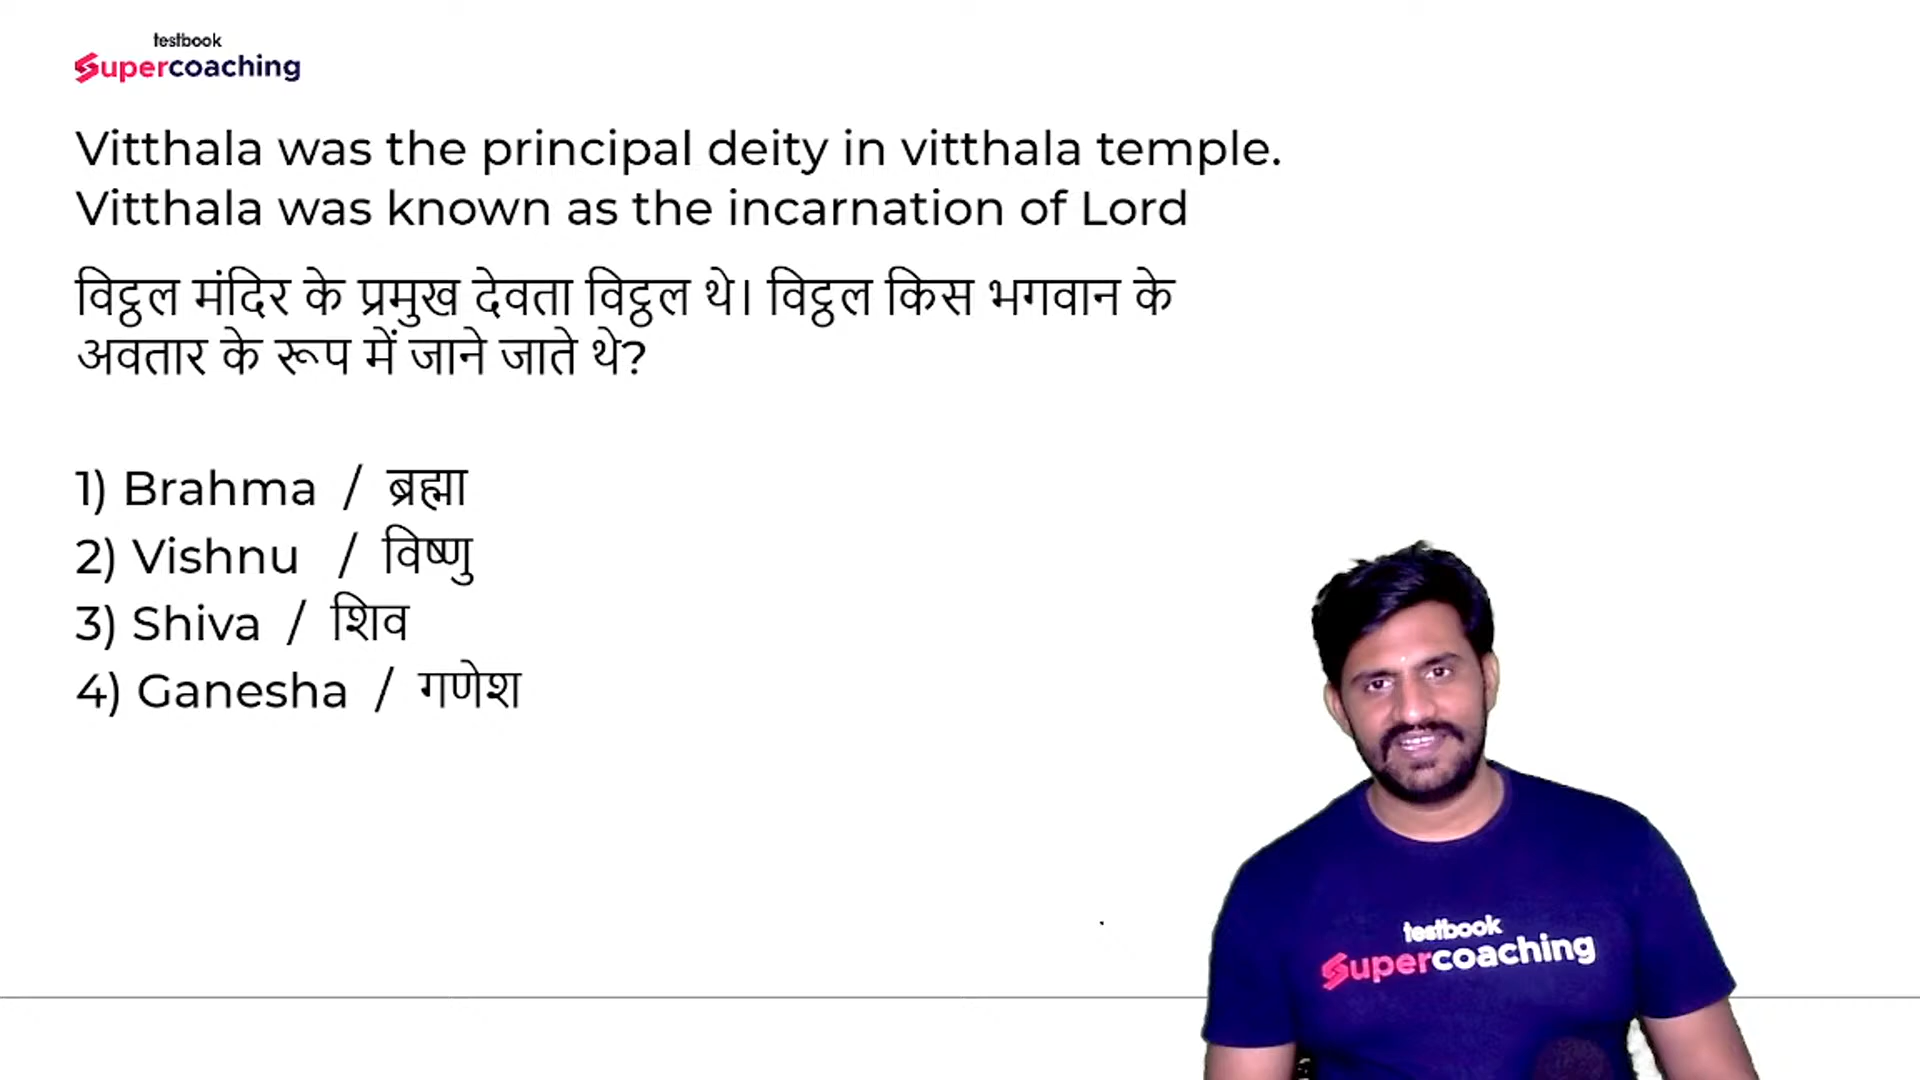 testbook
Supercoaching
Vitthala was the principal deity in vitthala temple.
Vitthala was known as the incarnation of Lord
विट्ठल मंदिर के प्रमुख देवता विट्ठल थे। विट्ठल किस भगवान के
अवतार के रूप में जाने जाते थे?
1) Brahma / ब्रह्मा
2) Vishnu / विष्णु
3) Shiva / शिव
4) Ganesha / गणेश
testbook
Supercoaching